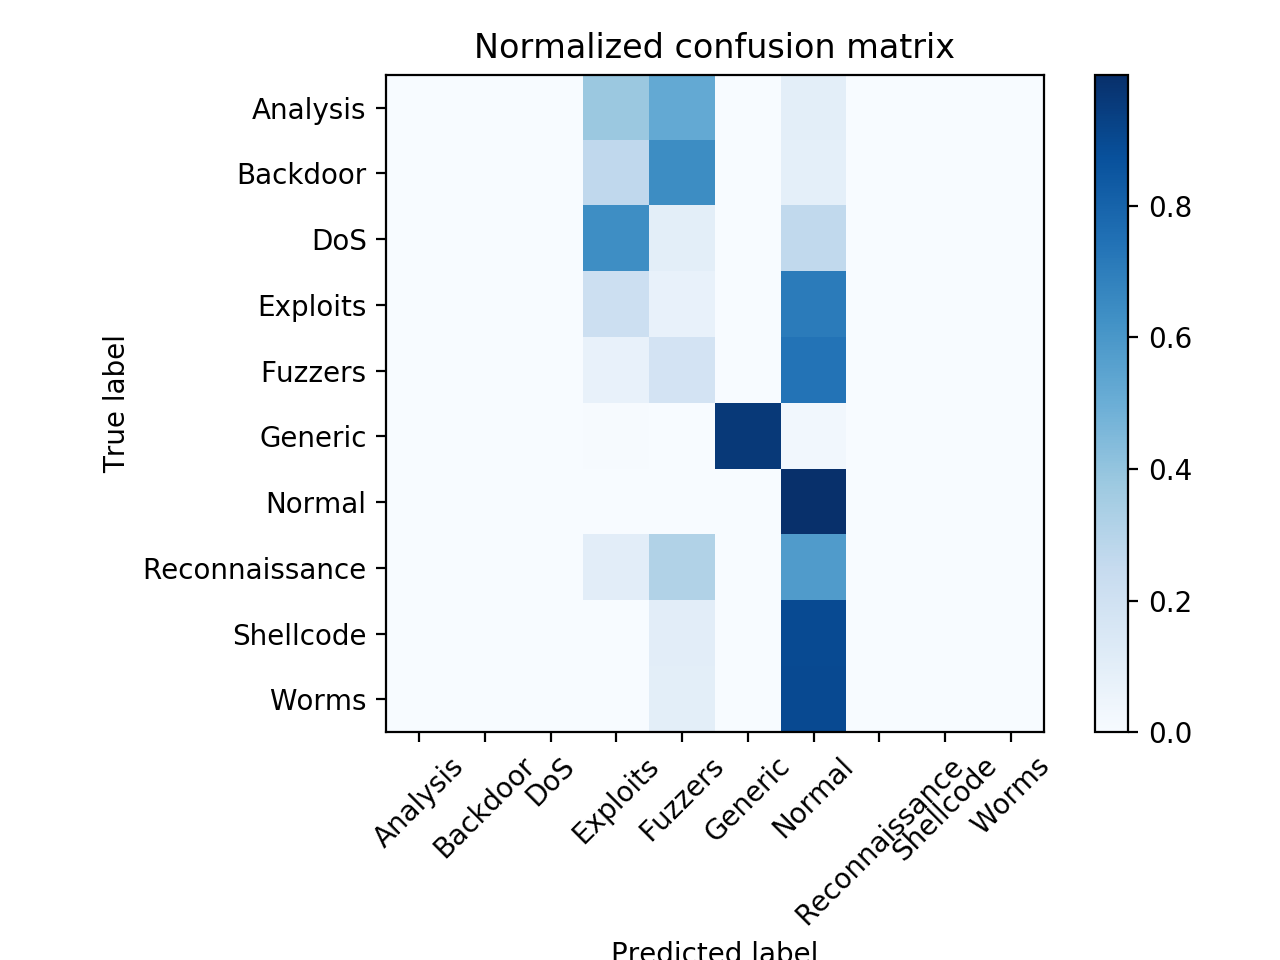 Normalized confusion matrix
True label
Analysis
Backdoor
DoS
Exploits
Fuzzers
Generic
Normal
Reconnaissance
Shellcode
Worms
0.8
0.6
0.4
0.2
0.0
Analysis
Backdoor
DoS
Exploits
Fuzzers
Generic
Normal
Reconnaissance
Shellcode
Worms
Predicted label